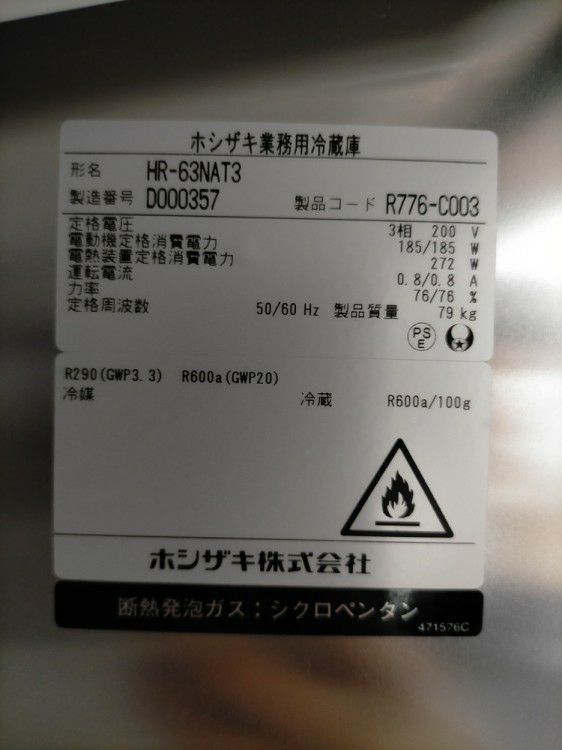 ホシザキ業務用冷蔵庫
形名 HR-63NAT3
製造番号 D000357 製品コード R776-C003
定格電圧 3相 200 V
電動機定格消費電力 185/185 W
電熱装置定格消費電力 272 W
運転電流 0.8/0.8 A
力率 76/76 %
定格周波数 50/60 Hz 製品質量 79 kg
PS
E
R290(GWP3.3) R600a(GWP20)
冷媒 冷蔵 R600a/100g
ホシザキ株式会社
断熱発泡ガス:シクロペンタン
471576C